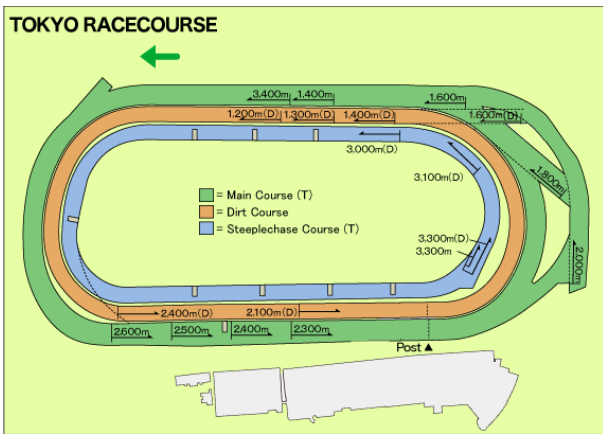 TOKYO RACECOURSE
3.400m 1.400m 1.600m
1.200m(D) 1.300m(D) 1.400m(D) 1.600m(D)
3.000m(D)
3,100m(D)
1.800m
= Main Course (T)
= Dirt Course
= Steeplechase Course (T)
3.300m(D)
3,300m
2.000m
2,400m(D) 2,100m(D)
2.600m 2.500m 2.400m 2.300m
Post ▲